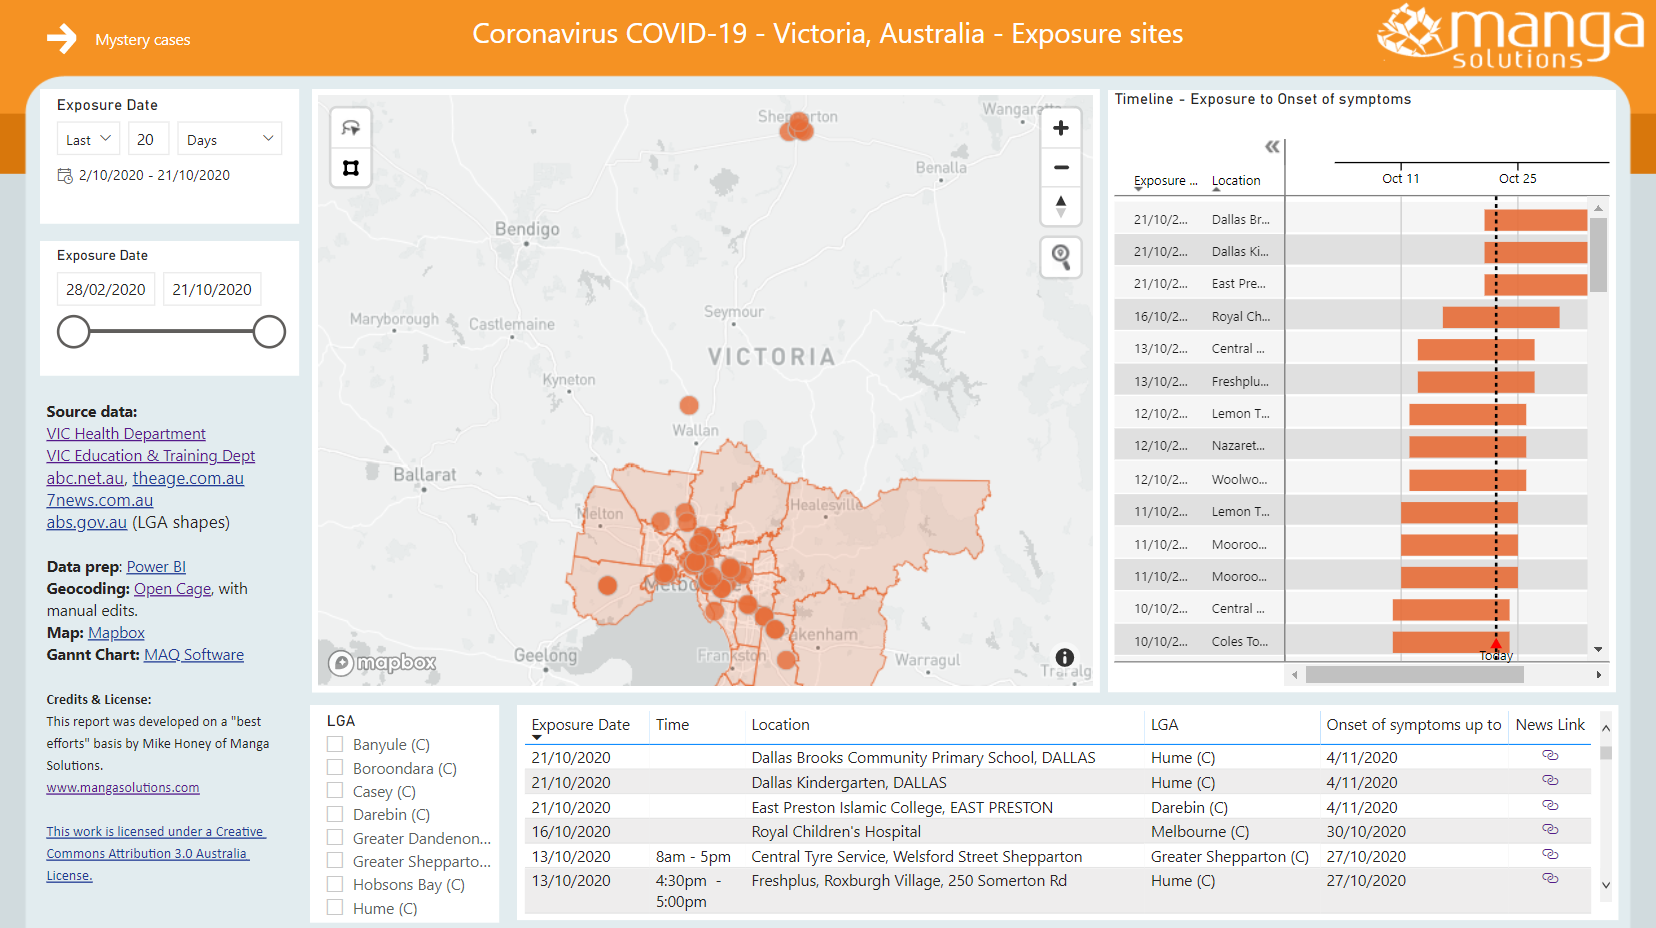 Mystery cases
Coronavirus COVID-19 - Victoria, Australia - Exposure sites
manga
solutions
Exposure Date
Last 20 Days
2/10/2020 - 21/10/2020
Exposure Date
28/02/2020 21/10/2020
Source data:
VIC Health Department
VIC Education & Training Dept
abc.net.au, theage.com.au
7news.com.au
abs.gov.au (LGA shapes)
Data prep: Power BI
Geocoding: Open Cage, with
manual edits.
Map: Mapbox
Gannt Chart: MAQ Software
Credits & License:
This report was developed on a "best
efforts" basis by Mike Honey of Manga
Solutions.
www.mangasolutions.com
This work is licensed under a Creative
Commons Attribution 3.0 Australia
License.
Wangaratta
Benalla
Bendigo
Seymour
Maryborough
Castlemaine
VICTORIA
Kyneton
Wallan
Ballarat
Healesville
Melton
Pakenham
Geelong
Frankston
Warragul
mapbox
Timeline - Exposure to Onset of symptoms
Exposure ... Location
Oct 11 Oct 25
21/10/2... Dallas Br...
21/10/2... Dallas Ki...
21/10/2... East Pre...
16/10/2... Royal Ch...
13/10/2... Central ...
13/10/2... Freshplu...
12/10/2... Lemon T...
12/10/2... Nazaret...
12/10/2... Woolwo...
11/10/2... Lemon T...
11/10/2... Mooroo...
11/10/2... Mooroo...
10/10/2... Central ...
10/10/2... Coles To...
Today
LGA
Banyule (C)
Boroondara (C)
Casey (C)
Darebin (C)
Greater Dandenon...
Greater Shepparto...
Hobsons Bay (C)
Hume (C)
Exposure Date Time Location LGA Onset of symptoms up to News Link
21/10/2020 Dallas Brooks Community Primary School, DALLAS Hume (C) 4/11/2020
21/10/2020 Dallas Kindergarten, DALLAS Hume (C) 4/11/2020
21/10/2020 East Preston Islamic College, EAST PRESTON Darebin (C) 4/11/2020
16/10/2020 Royal Children's Hospital Melbourne (C) 30/10/2020
13/10/2020 8am - 5pm Central Tyre Service, Welsford Street Shepparton Greater Shepparton (C) 27/10/2020
13/10/2020 4:30pm - Freshplus, Roxburgh Village, 250 Somerton Rd Hume (C) 27/10/2020
5:00pm